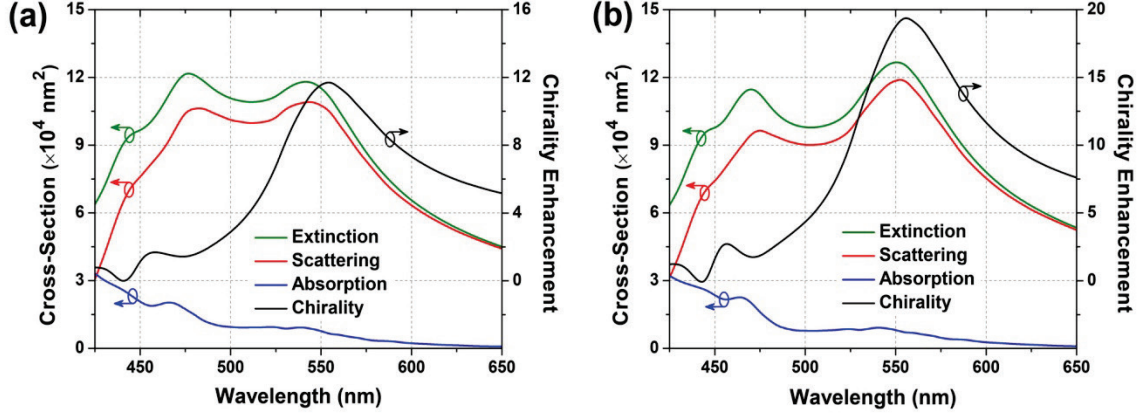 (a)
15
12
9
6
3
0
Cross-Section (×10⁴ nm²)
16
12
8
4
0
Chirality Enhancement
Extinction
Scattering
Absorption
Chirality
450 500 550 600 650
Wavelength (nm)
(b)
15
12
9
6
3
0
Cross-Section (×10⁴ nm²)
20
15
10
5
0
Chirality Enhancement
Extinction
Scattering
Absorption
Chirality
450 500 550 600 650
Wavelength (nm)